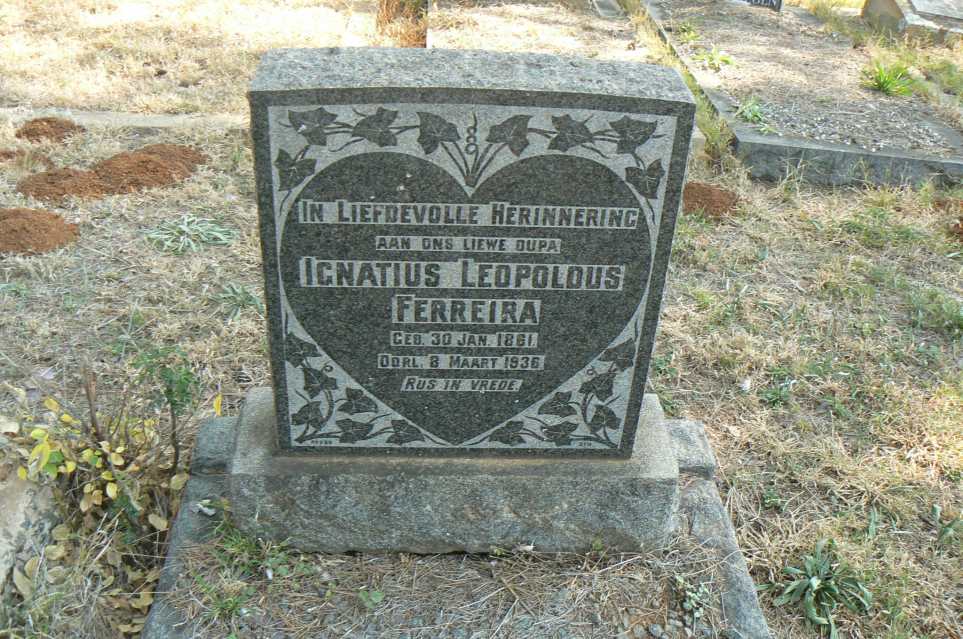 In Liefdevolle Herinnering
aan ons liewe oupa
Ignatius Leopoldus
Ferreira
Geb. 30 Jan. 1861.
Oorl. 8 Maart 1936
Rus in vrede.